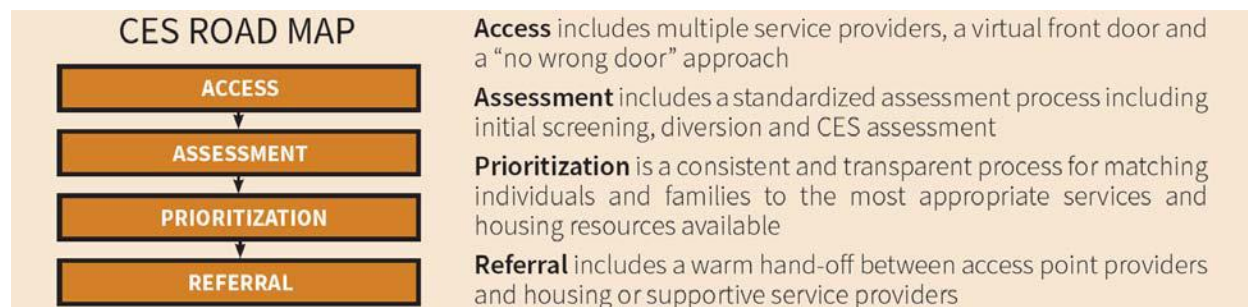 CES ROAD MAP
ACCESS
ASSESSMENT
PRIORITIZATION
REFERRAL
Access includes multiple service providers, a virtual front door and
a “no wrong door” approach
Assessment includes a standardized assessment process including
initial screening, diversion and CES assessment
Prioritization is a consistent and transparent process for matching
individuals and families to the most appropriate services and
housing resources available
Referral includes a warm hand-off between access point providers
and housing or supportive service providers